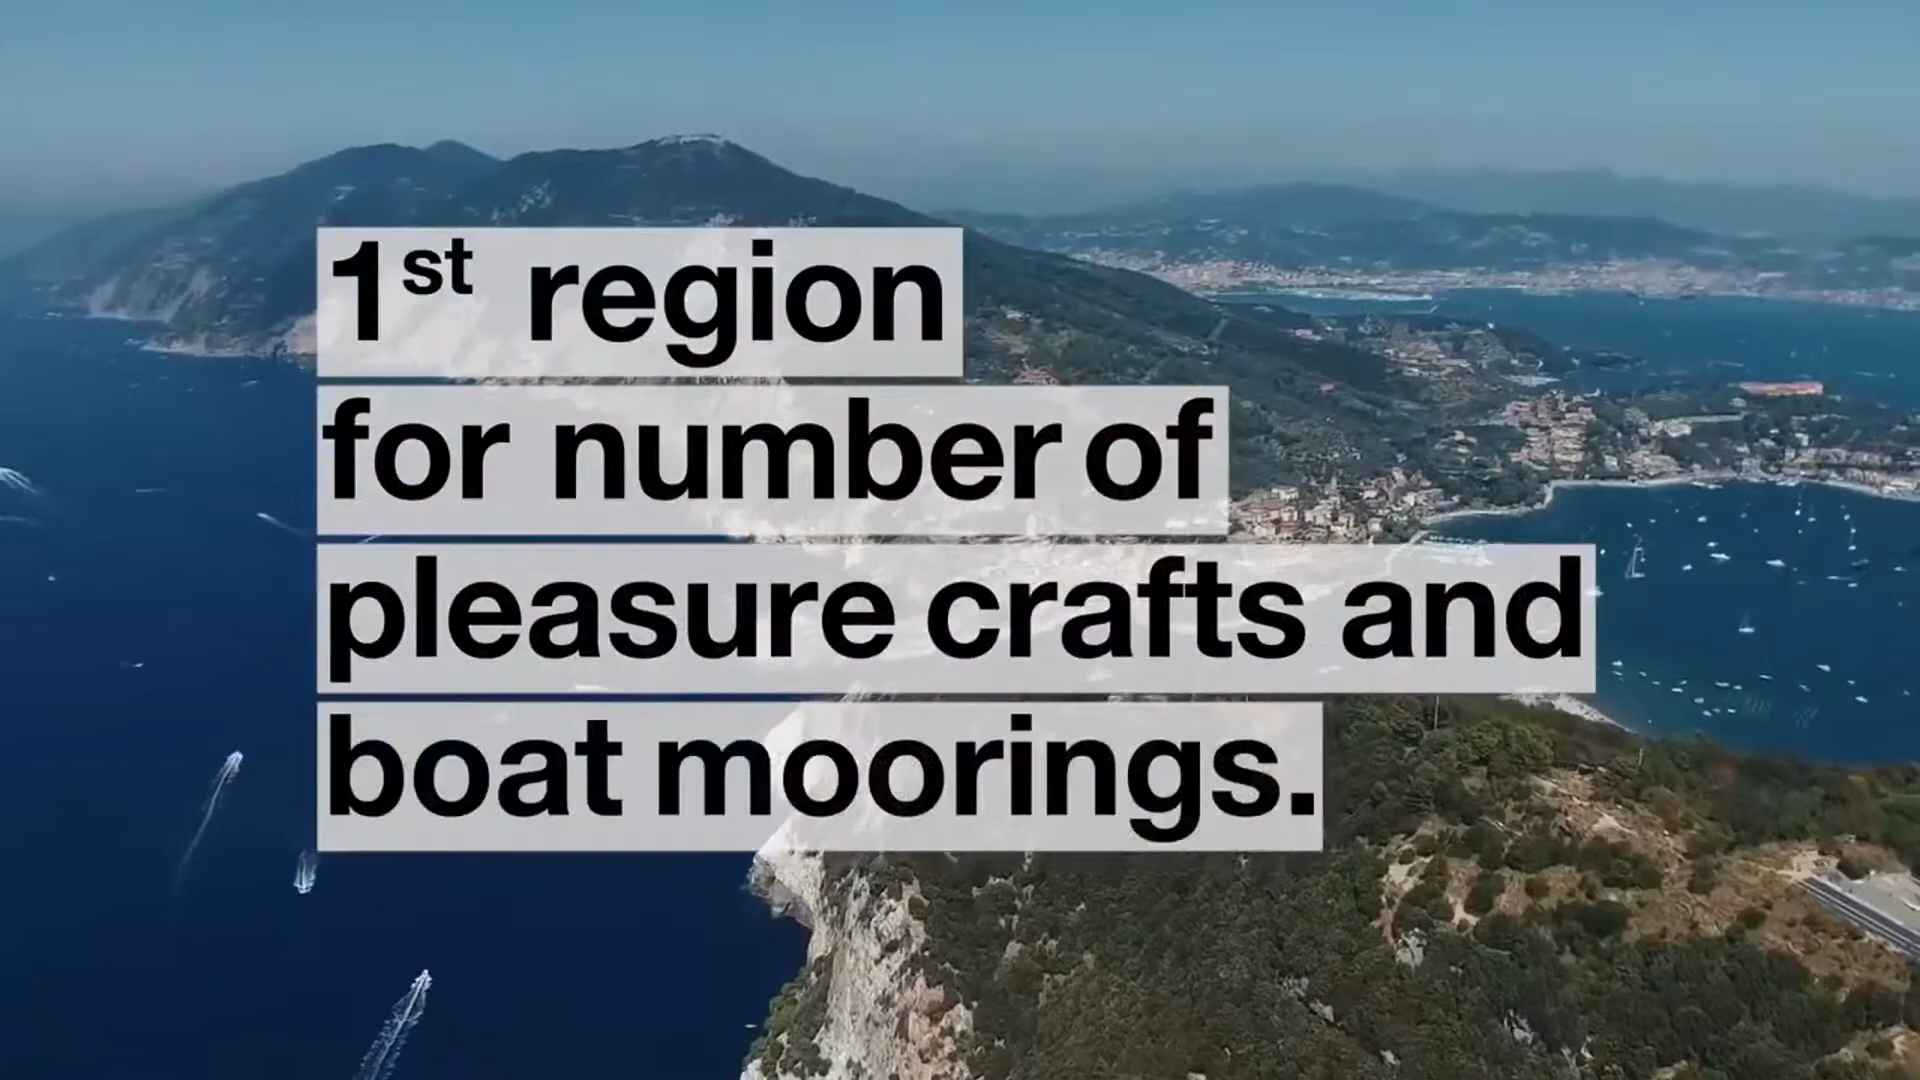 1st region
for number of
pleasure crafts and
boat moorings.